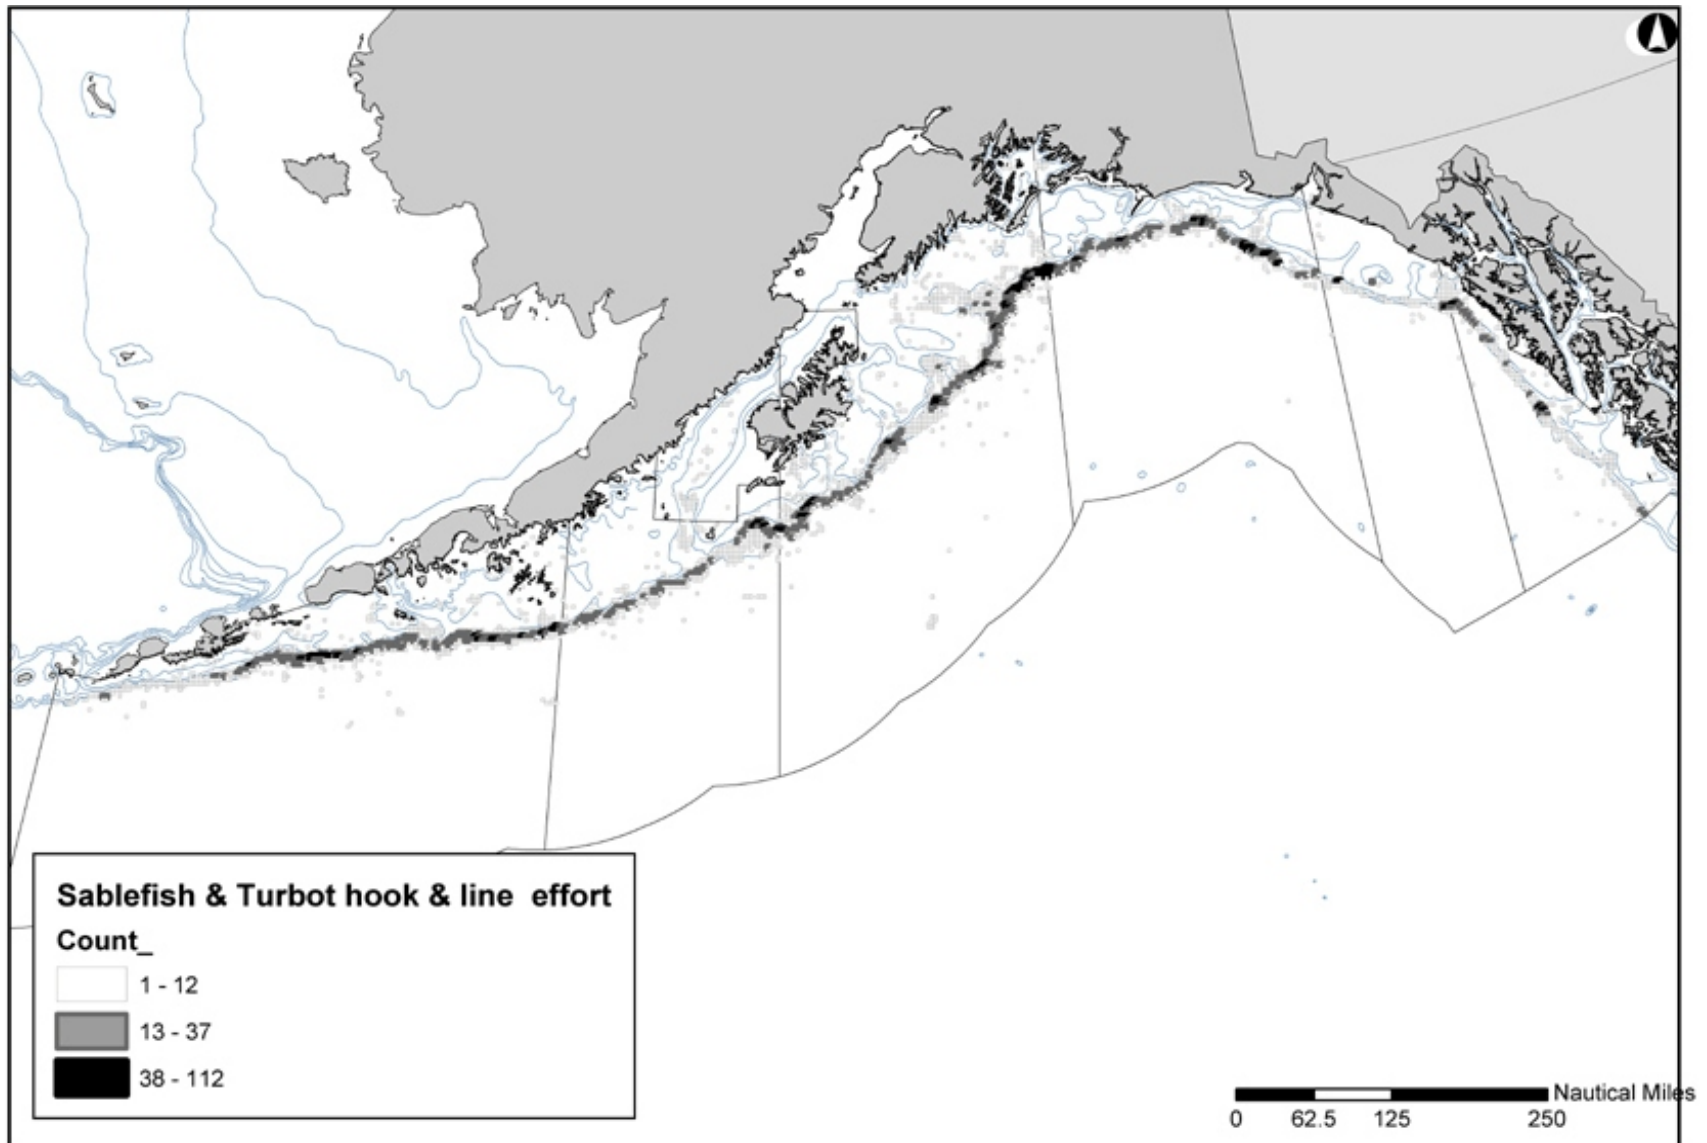 Sablefish & Turbot hook & line effort
Count_
1 - 12
13 - 37
38 - 112
Nautical Miles
0 62.5 125 250